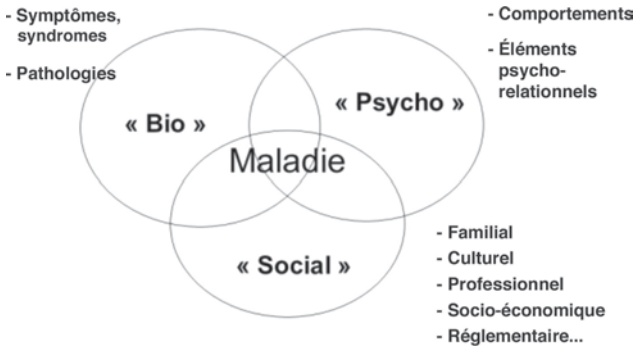 - Symptômes,
syndromes
- Pathologies
- Comportements
- Éléments
psycho-
relationnels
« Bio »
« Psycho »
Maladie
« Social »
- Familial
- Culturel
- Professionnel
- Socio-économique
- Réglementaire...